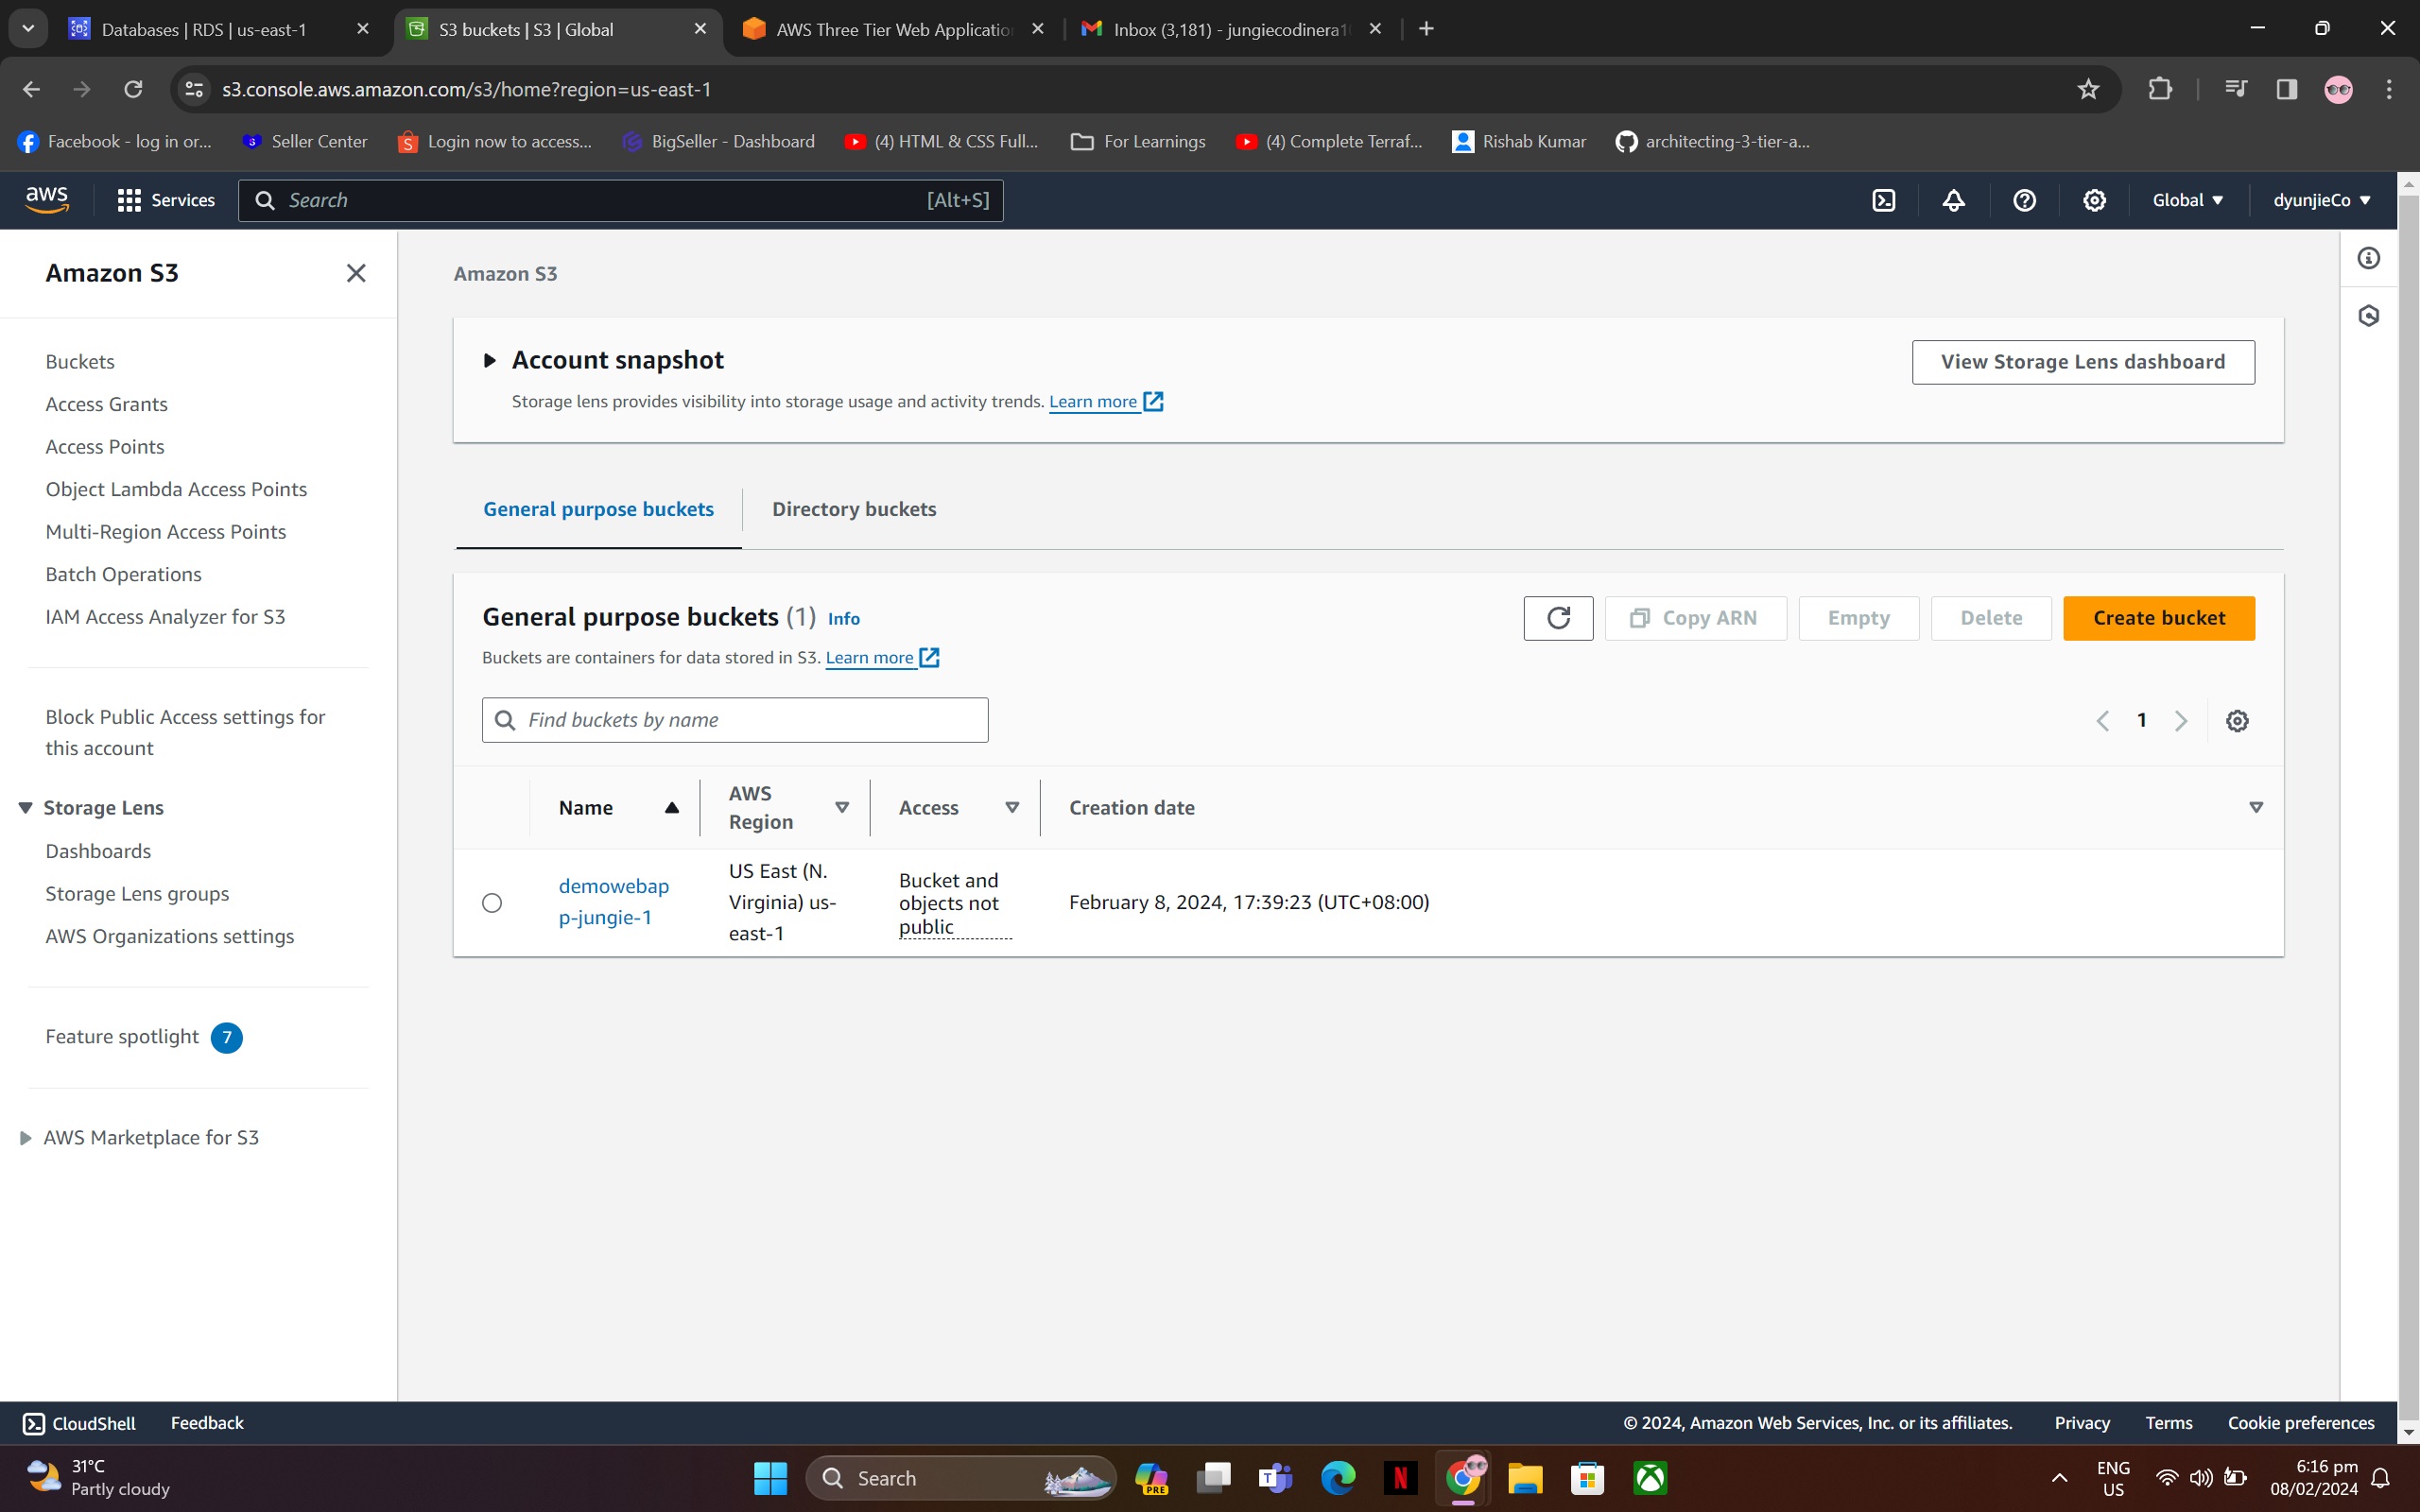 Databases | RDS | us-east-1
S3 buckets | S3 | Global
AWS Three Tier Web Applicatio
Inbox (3,181) - jungiecodinera1
s3.console.aws.amazon.com/s3/home?region=us-east-1
Facebook - log in or...
Seller Center
Login now to access...
BigSeller - Dashboard
(4) HTML & CSS Full...
For Learnings
(4) Complete Terraf...
Rishab Kumar
architecting-3-tier-a...
aws
Services
Search
[Alt+S]
Global
dyunjieCo
Amazon S3
Buckets
Access Grants
Access Points
Object Lambda Access Points
Multi-Region Access Points
Batch Operations
IAM Access Analyzer for S3
Block Public Access settings for
this account
Storage Lens
Dashboards
Storage Lens groups
AWS Organizations settings
Feature spotlight 7
AWS Marketplace for S3
Amazon S3
Account snapshot
View Storage Lens dashboard
Storage lens provides visibility into storage usage and activity trends. Learn more
General purpose buckets
Directory buckets
General purpose buckets (1) Info
Copy ARN
Empty
Delete
Create bucket
Buckets are containers for data stored in S3. Learn more
Find buckets by name
1
Name
AWS
Region
Access
Creation date
demowebap
p-jungie-1
US East (N.
Virginia) us-
east-1
Bucket and
objects not
public
February 8, 2024, 17:39:23 (UTC+08:00)
CloudShell
Feedback
© 2024, Amazon Web Services, Inc. or its affiliates.
Privacy
Terms
Cookie preferences
31°C
Partly cloudy
Search
PRE
ENG
US
6:16 pm
08/02/2024